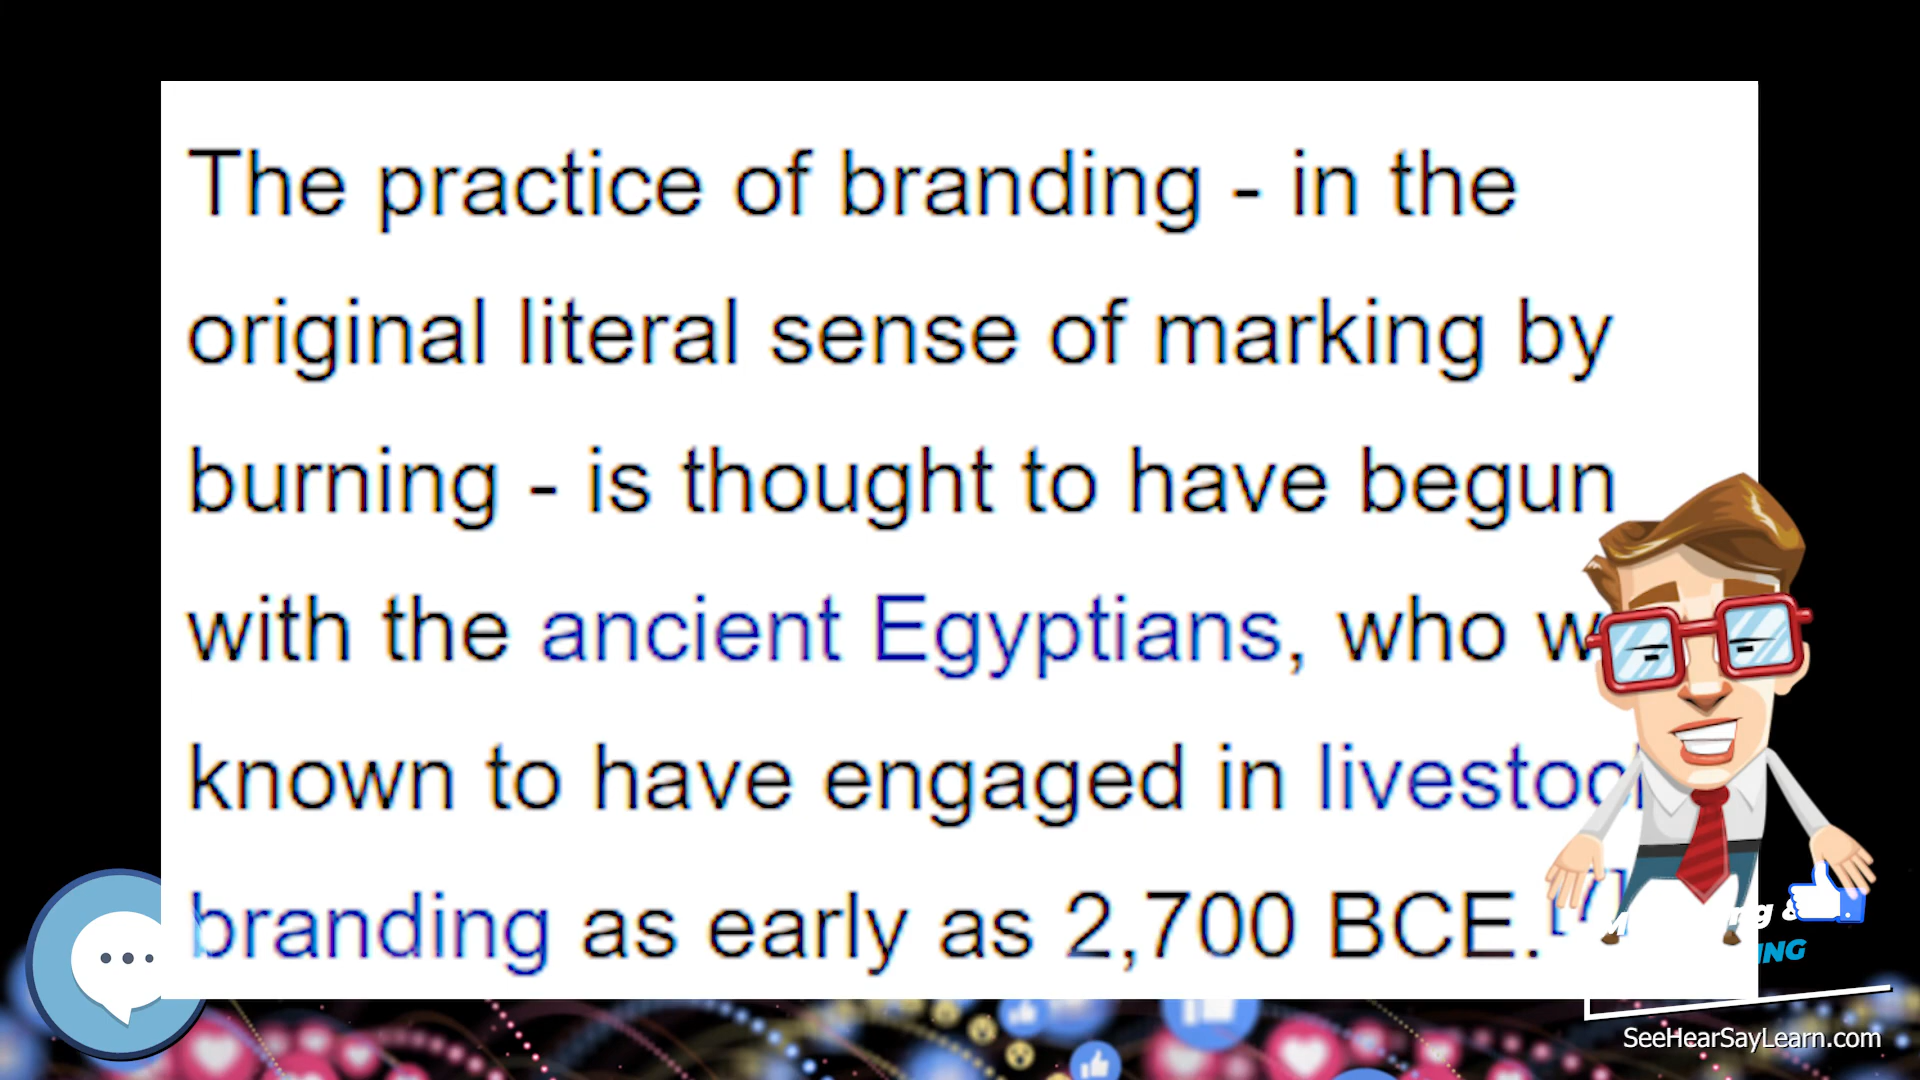 The practice of branding - in the
original literal sense of marking by
burning - is thought to have begun
with the ancient Egyptians, who
known to have engaged in
branding as early as 2,700 BCE.
SeeHearSayLearn.com